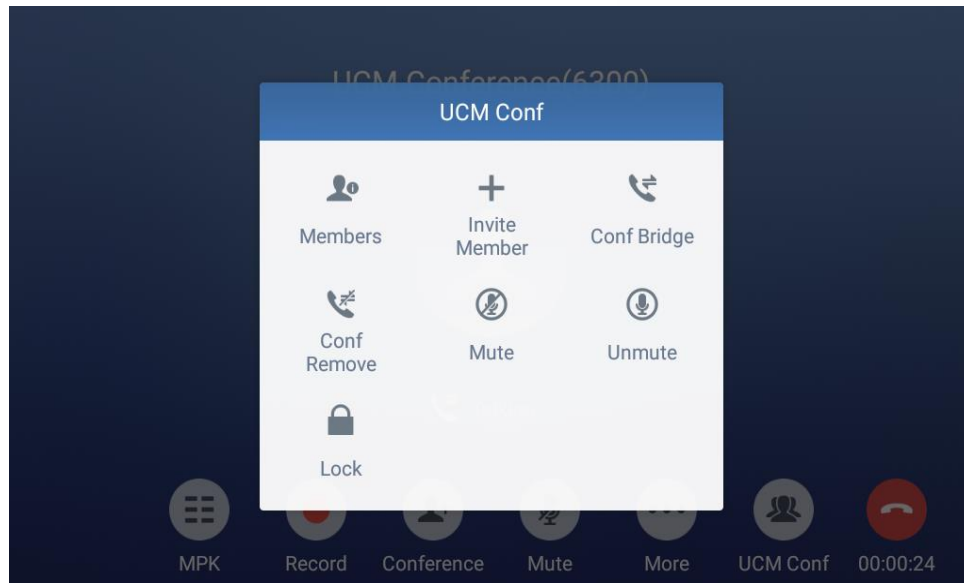 UCM Conference(6300)
UCM Conf
Members
Invite
Member
Conf Bridge
Conf
Remove
Mute
Unmute
Lock
MPK
Record
Conference
Mute
More
UCM Conf
00:00:24